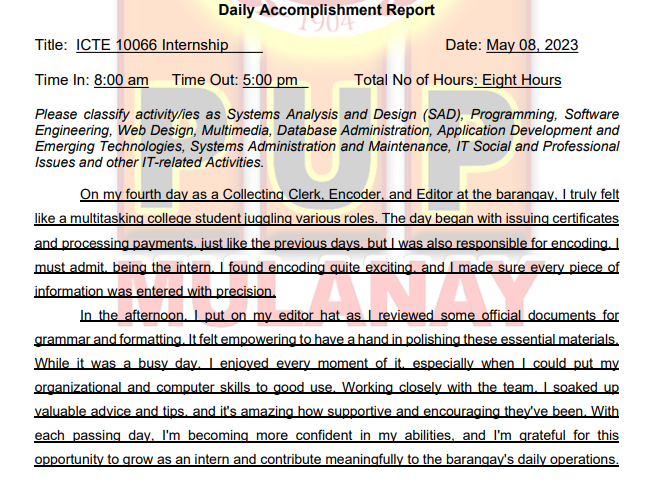 Daily Accomplishment Report
1904
Title: ICTE 10066 Internship Date: May 08, 2023
Time In: 8:00 am Time Out: 5:00 pm Total No of Hours: Eight Hours
Please classify activity/ies as Systems Analysis and Design (SAD), Programming, Software
Engineering, Web Design, Multimedia, Database Administration, Application Development and
Emerging Technologies, Systems Administration and Maintenance, IT Social and Professional
Issues and other IT-related Activities.
PUP
On my fourth day as a Collecting Clerk, Encoder, and Editor at the barangay, I truly felt
like a multitasking college student juggling various roles. The day began with issuing certificates
and processing payments, just like the previous days, but I was also responsible for encoding. I
must admit, being the intern, I found encoding quite exciting, and I made sure every piece of
information was entered with precision.
MULANAY
In the afternoon, I put on my editor hat as I reviewed some official documents for
grammar and formatting. It felt empowering to have a hand in polishing these essential materials.
While it was a busy day, I enjoyed every moment of it, especially when I could put my
organizational and computer skills to good use. Working closely with the team, I soaked up
valuable advice and tips, and it's amazing how supportive and encouraging they've been. With
each passing day, I'm becoming more confident in my abilities, and I'm grateful for this
opportunity to grow as an intern and contribute meaningfully to the barangay's daily operations.